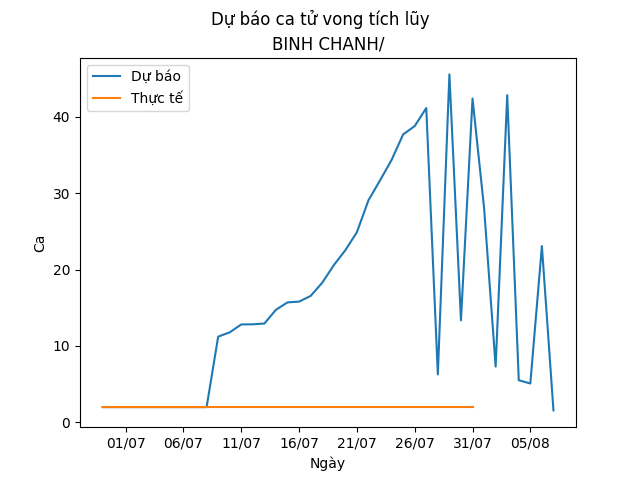 Dự báo ca tử vong tích lũy
BINH CHANH/
Dự báo
Thực tế
Ca
40
30
20
10
0
01/07 06/07 11/07 16/07 21/07 26/07 31/07 05/08
Ngày